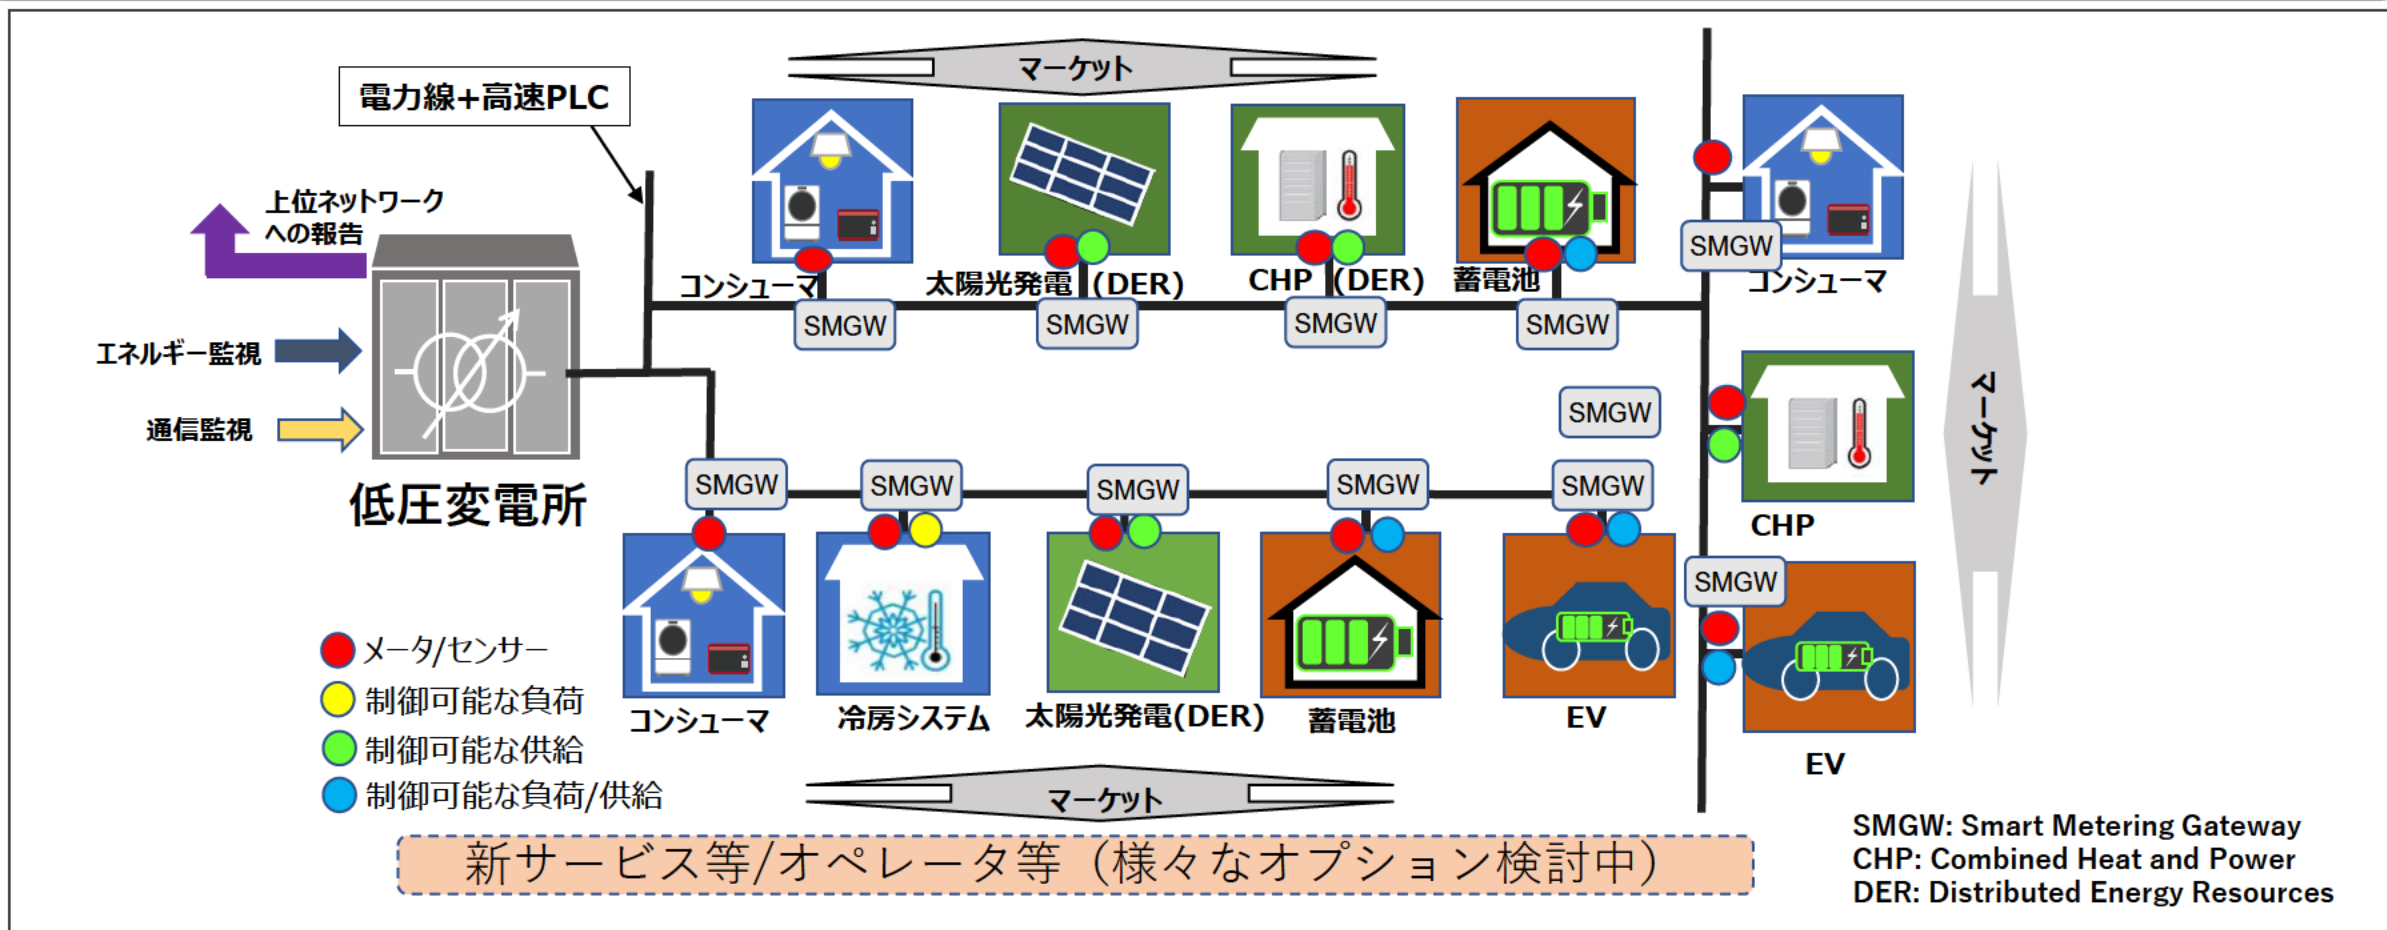 マーケット
電力線+高速PLC
上位ネットワーク
への報告
エネルギー監視
通信監視
低圧変電所
コンシューマ
太陽光発電 (DER)
CHP (DER)
蓄電池
SMGW
SMGW
SMGW
SMGW
SMGW
コンシューマ
マーケット
SMGW
CHP
SMGW
EV
SMGW
SMGW
SMGW
SMGW
SMGW
コンシューマ
冷房システム
太陽光発電(DER)
蓄電池
EV
メータ/センサー
制御可能な負荷
制御可能な供給
制御可能な負荷/供給
マーケット
新サービス等/オペレータ等（様々なオプション検討中）
SMGW: Smart Metering Gateway
CHP: Combined Heat and Power
DER: Distributed Energy Resources